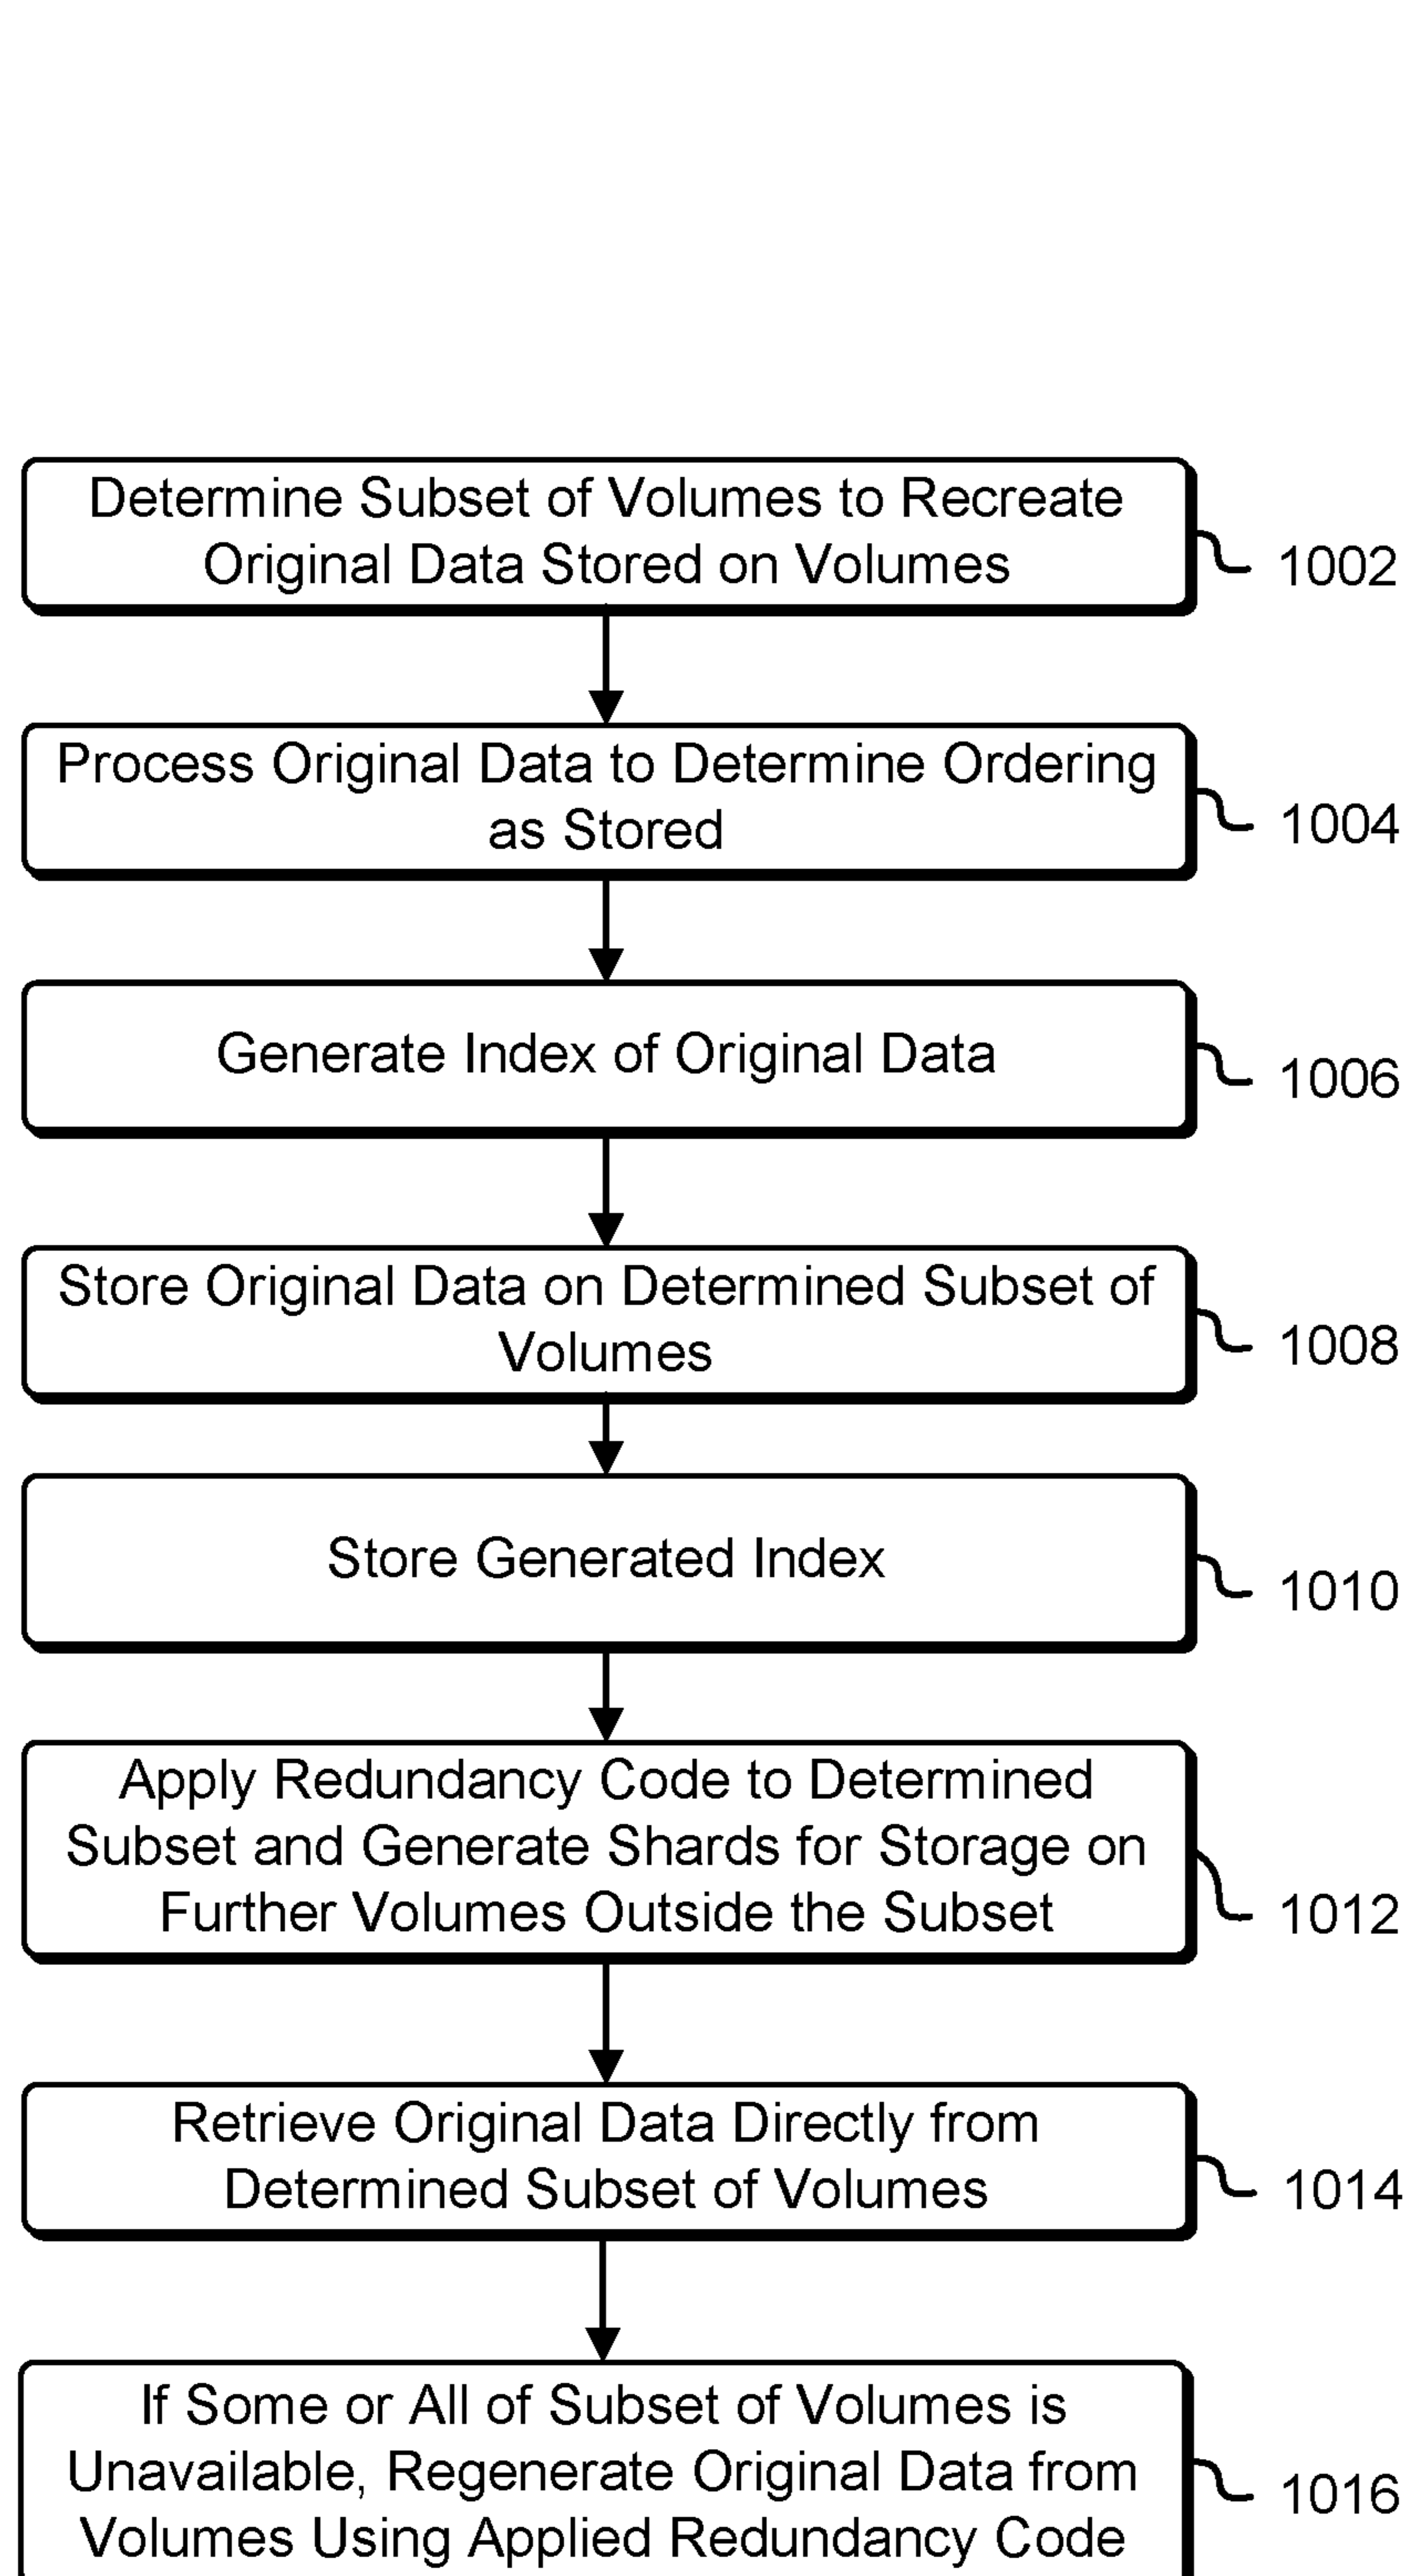 Determine Subset of Volumes to Recreate
Original Data Stored on Volumes
1002
Process Original Data to Determine Ordering
as Stored
1004
Generate Index of Original Data
1006
Store Original Data on Determined Subset of
Volumes
1008
Store Generated Index
1010
Apply Redundancy Code to Determined
Subset and Generate Shards for Storage on
Further Volumes Outside the Subset
1012
Retrieve Original Data Directly from
Determined Subset of Volumes
1014
If Some or All of Subset of Volumes is
Unavailable, Regenerate Original Data from
Volumes Using Applied Redundancy Code
1016